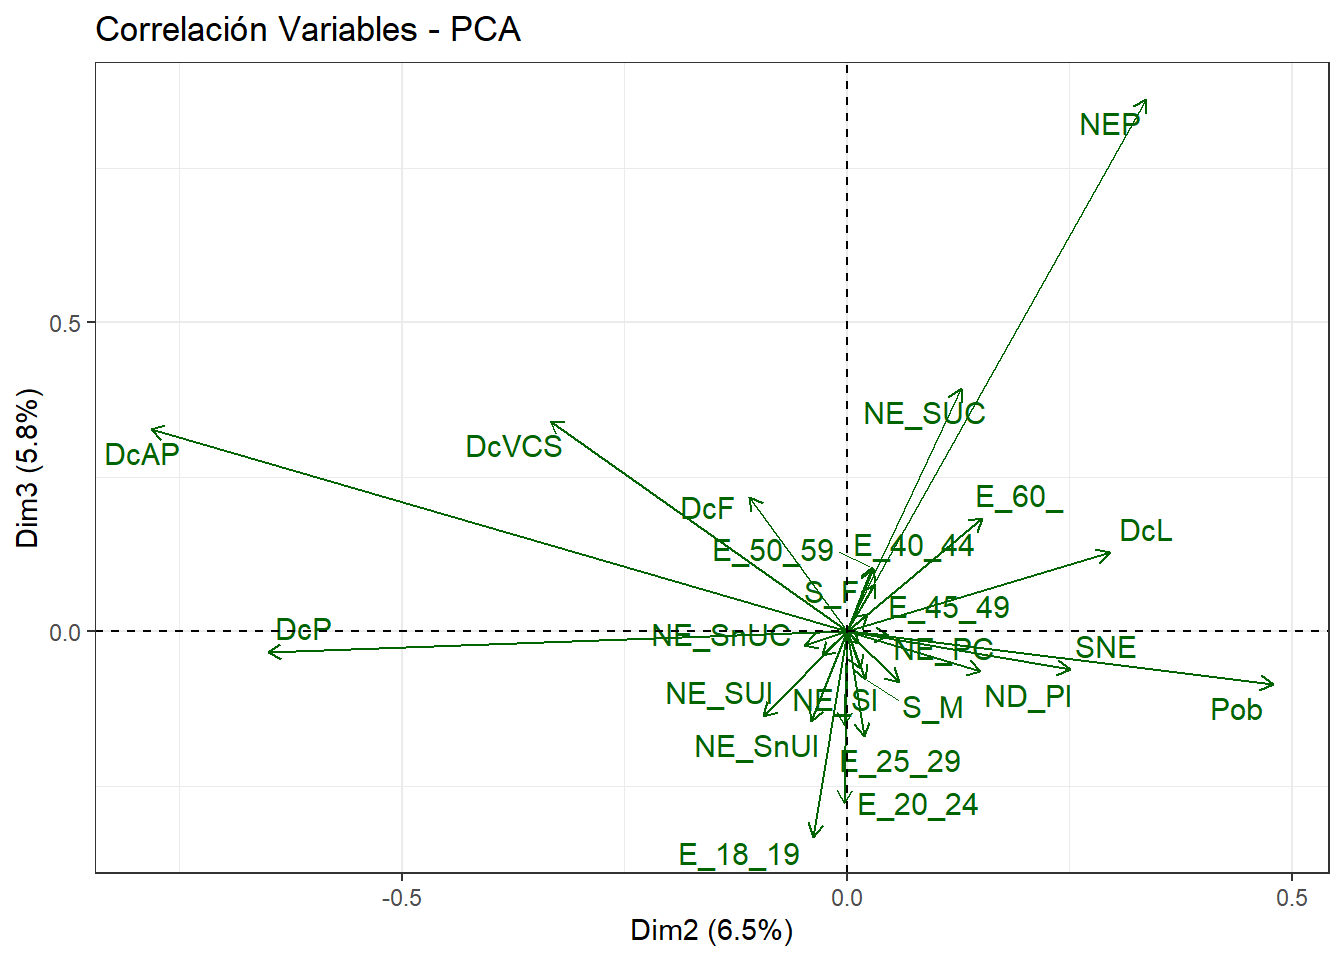 Correlación Variables - PCA
NEP
0.5
NE_SUC
DcAP
DcVCS
E_60_
DcF
DcL
E_50_59
E_40_44
S_F
E_45_49
0.0
DcP
NE_SnUC
NE_PC
SNE
NE_SUI
NE_SI
S_M
ND_PI
Pob
NE_SnUI
E_25_29
E_20_24
E_18_19
Dim3 (5.8%)
-0.5
0.0
0.5
Dim2 (6.5%)